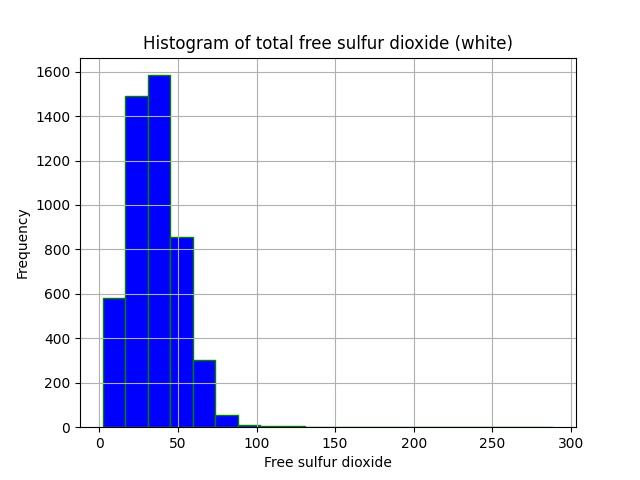 Histogram of total free sulfur dioxide (white)
1600
1400
1200
1000
800
600
400
200
0
Frequency
0 50 100 150 200 250 300
Free sulfur dioxide